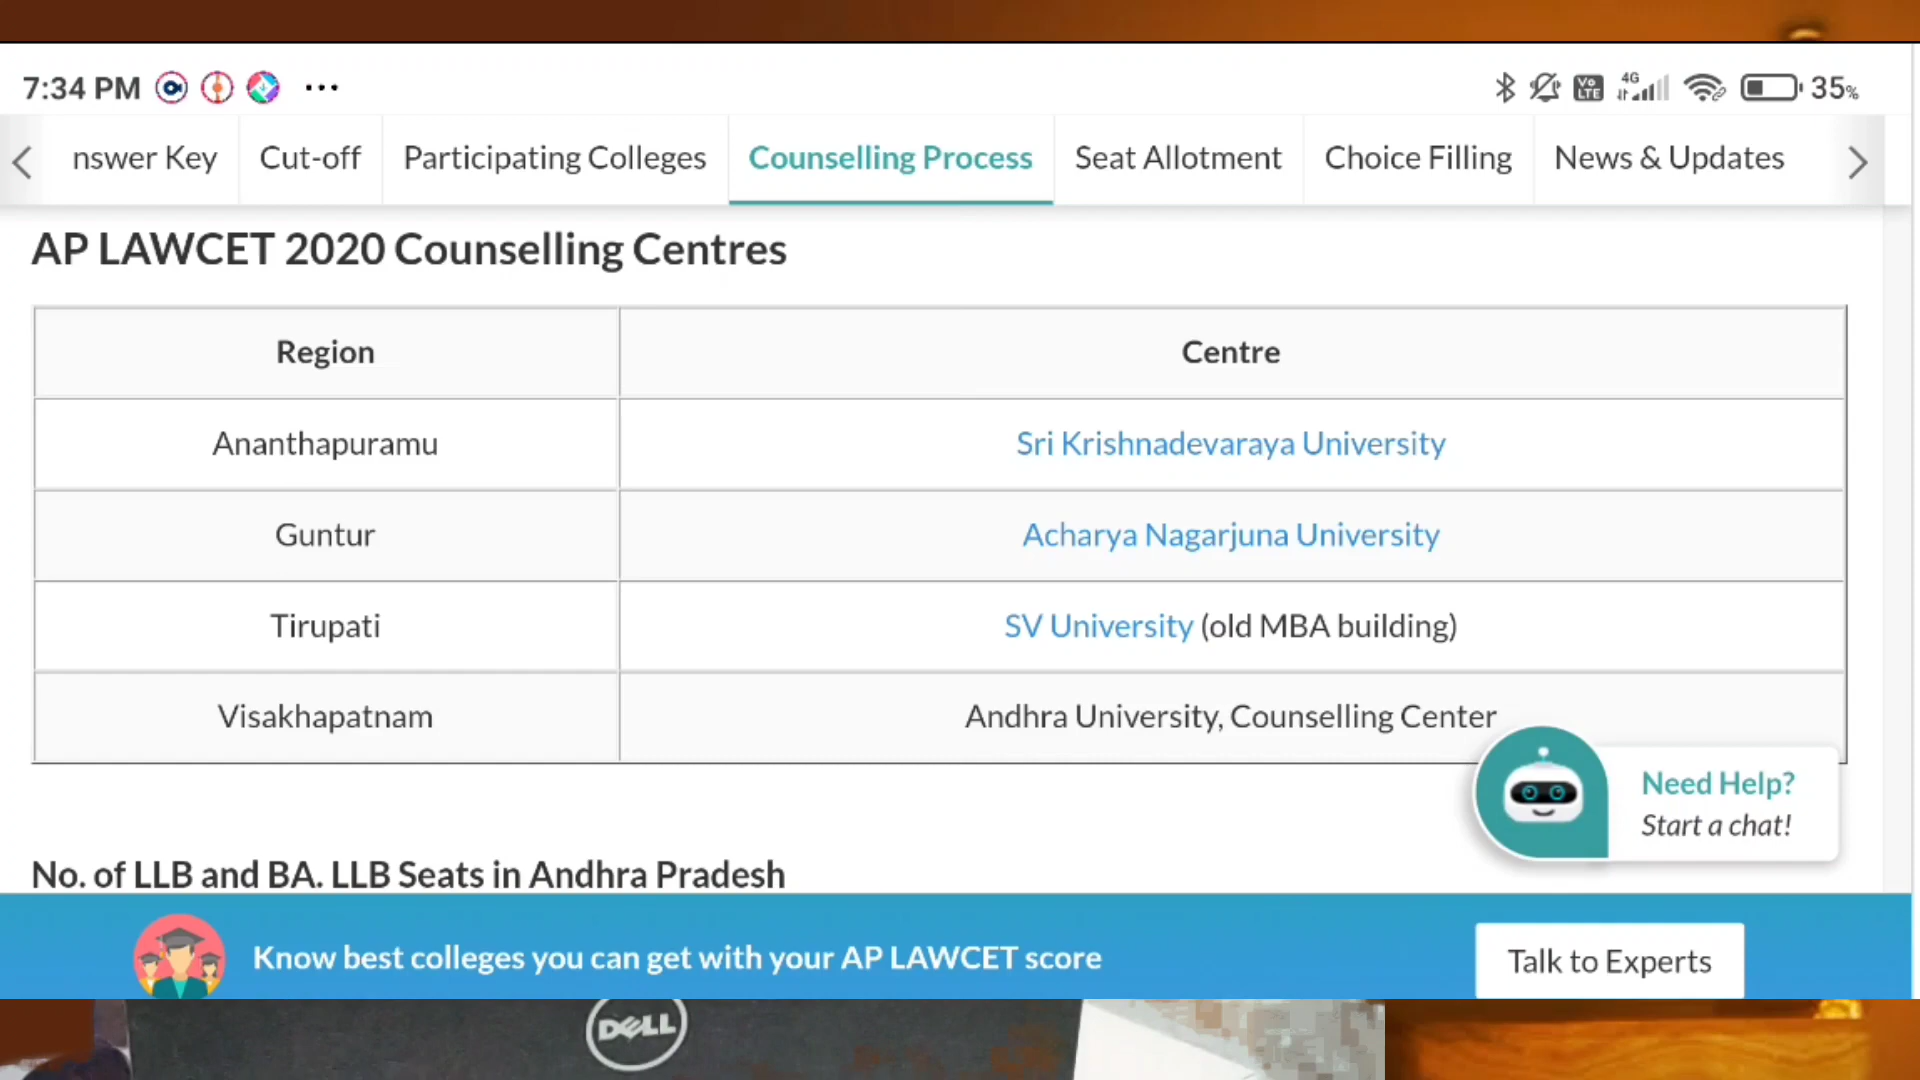 7:34 PM
Vo LTE 4G 35%
nswer Key Cut-off Participating Colleges Counselling Process Seat Allotment Choice Filling News & Updates
AP LAWCET 2020 Counselling Centres
Region Centre
Ananthapuramu Sri Krishnadevaraya University
Guntur Acharya Nagarjuna University
Tirupati SV University (old MBA building)
Visakhapatnam Andhra University, Counselling Center
Need Help?
Start a chat!
No. of LLB and BA. LLB Seats in Andhra Pradesh
Know best colleges you can get with your AP LAWCET score
Talk to Experts
DELL